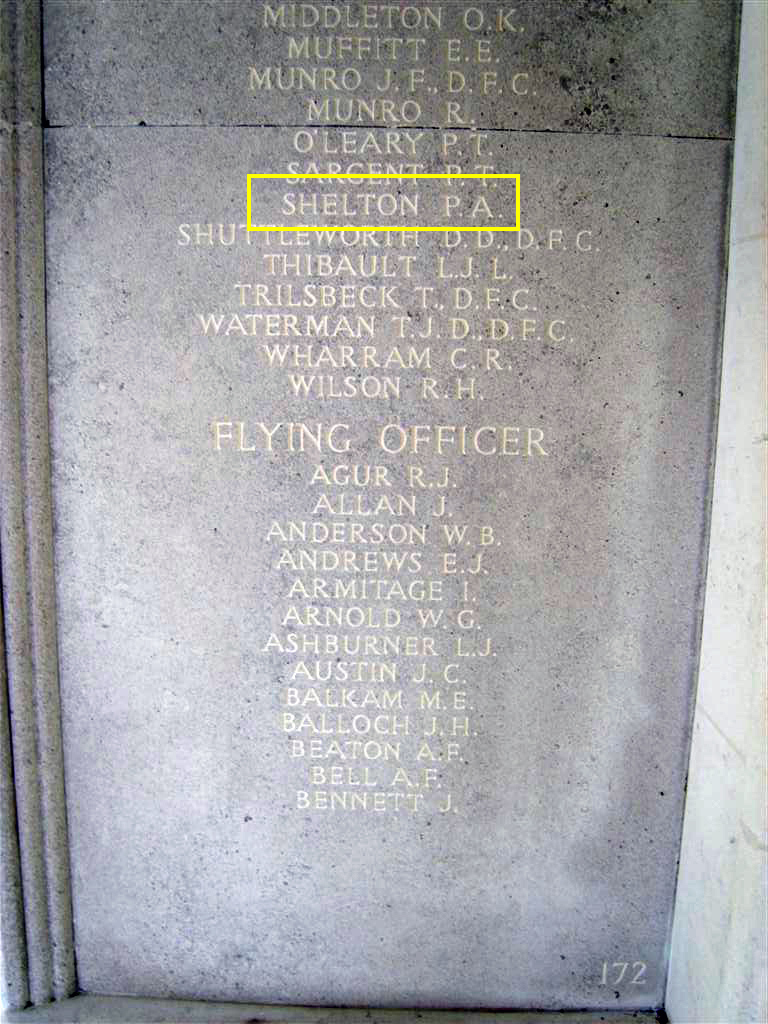 MIDDLETON O.K.
MUFFITT E.E.
MUNRO J.F., D.F.C.
MUNRO R.
O'LEARY P.T.
SARGENT P.T.
SHELTON P.A.
SHUTTLEWORTH D.D., D.F.C.
THIBAULT L.J.L.
TRILSBECK T., D.F.C.
WATERMAN T.J.D., D.F.C.
WHARRAM C.R.
WILSON R.H.
FLYING OFFICER
AGUR R.J.
ALLAN J.
ANDERSON W.B.
ANDREWS E.J.
ARMITAGE I.
ARNOLD W.G.
ASHBURNER L.J.
AUSTIN J.C.
BALKAM M.E.
BALLOCH J.H.
BEATON A.F.
BELL A.F.
BENNETT J.
172